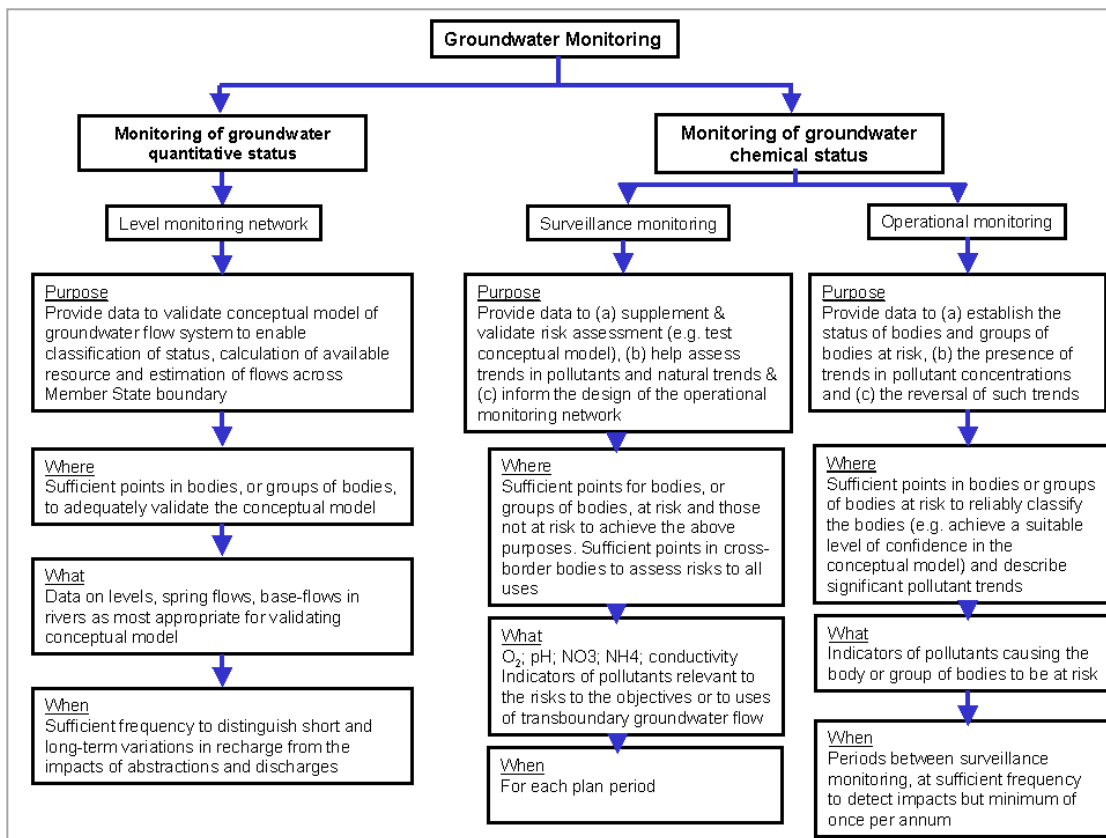 Groundwater Monitoring
Monitoring of groundwater
quantitative status
Monitoring of groundwater
chemical status
Level monitoring network
Surveillance monitoring
Operational monitoring
Purpose
Provide data to validate conceptual model of
groundwater flow system to enable
classification of status, calculation of available
resource and estimation of flows across
Member State boundary
Where
Sufficient points in bodies, or groups of bodies,
to adequately validate the conceptual model
What
Data on levels, spring flows, base-flows in
rivers as most appropriate for validating
conceptual model
When
Sufficient frequency to distinguish short and
long-term variations in recharge from the
impacts of abstractions and discharges
Purpose
Provide data to (a) supplement &
validate risk assessment (e.g. test
conceptual model), (b) help assess
trends in pollutants and natural trends &
(c) inform the design of the operational
monitoring network
Where
Sufficient points for bodies, or
groups of bodies, at risk and those
not at risk to achieve the above
purposes. Sufficient points in cross-
border bodies to assess risks to all
uses
What
O₂; pH; NO3; NH4; conductivity
Indicators of pollutants relevant to
the risks to the objectives or to uses
of transboundary groundwater flow
When
For each plan period
Purpose
Provide data to (a) establish the
status of bodies and groups of
bodies at risk, (b) the presence of
trends in pollutant concentrations
and (c) the reversal of such trends
Where
Sufficient points in bodies or groups
of bodies at risk to reliably classify
the bodies (e.g. achieve a suitable
level of confidence in the
conceptual model) and describe
significant pollutant trends
What
Indicators of pollutants causing the
body or group of bodies to be at risk
When
Periods between surveillance
monitoring, at sufficient frequency
to detect impacts but minimum of
once per annum